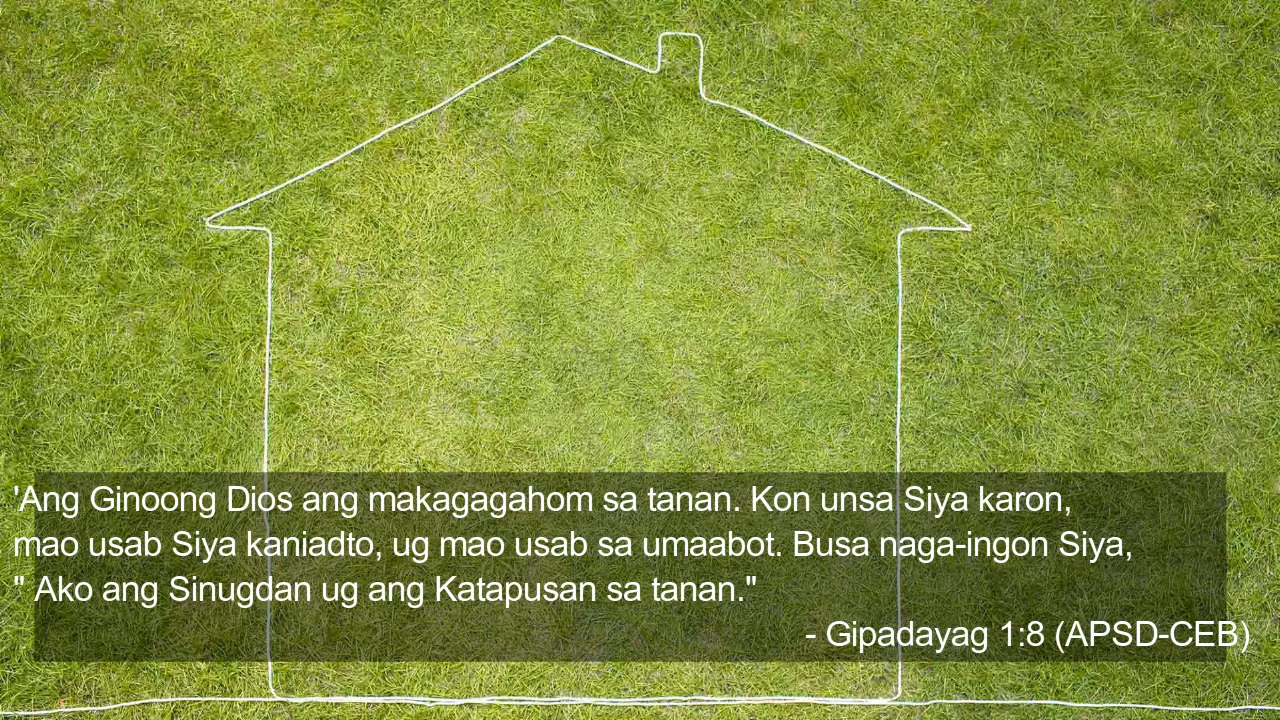 'Ang Ginoong Dios ang makagagahom sa tanan. Kon unsa Siya karon,
mao usab Siya kaniadto, ug mao usab sa umaabot. Busa naga-ingon Siya,
" Ako ang Sinugdan ug ang Katapusan sa tanan."
- Gipadayag 1:8 (APSD-CEB)